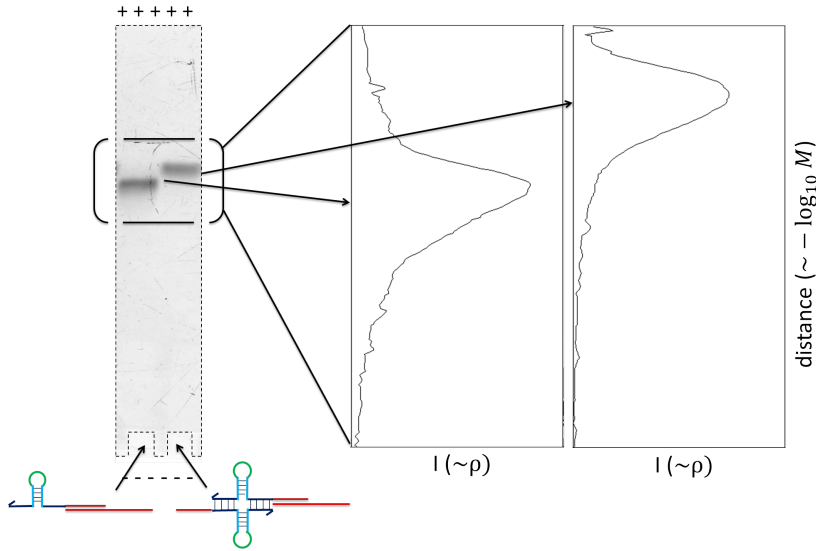 + + + + +
distance (~ − log₁₀ M)
I (~ρ)
I (~ρ)
- - - - -